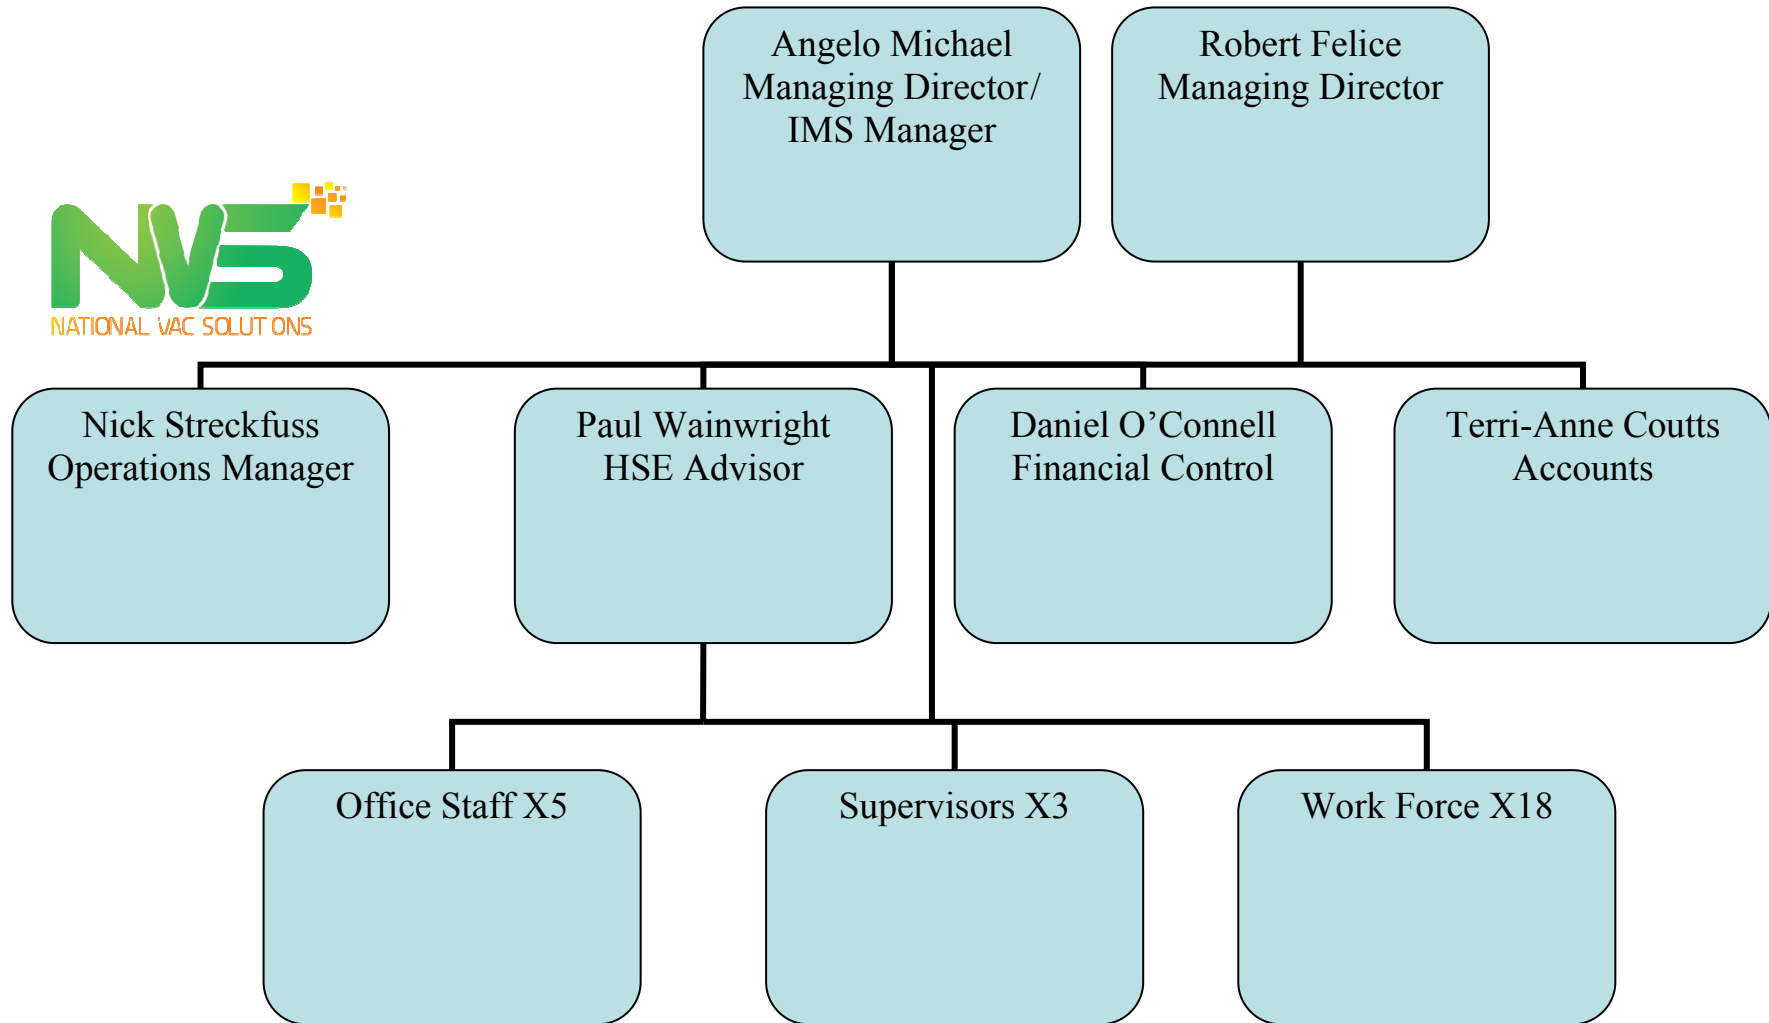 Angelo Michael
Managing Director/
IMS Manager
Robert Felice
Managing Director
NVS
NATIONAL VAC SOLUT ONS
Nick Streckfuss
Operations Manager
Paul Wainwright
HSE Advisor
Daniel O’Connell
Financial Control
Terri-Anne Coutts
Accounts
Office Staff X5
Supervisors X3
Work Force X18